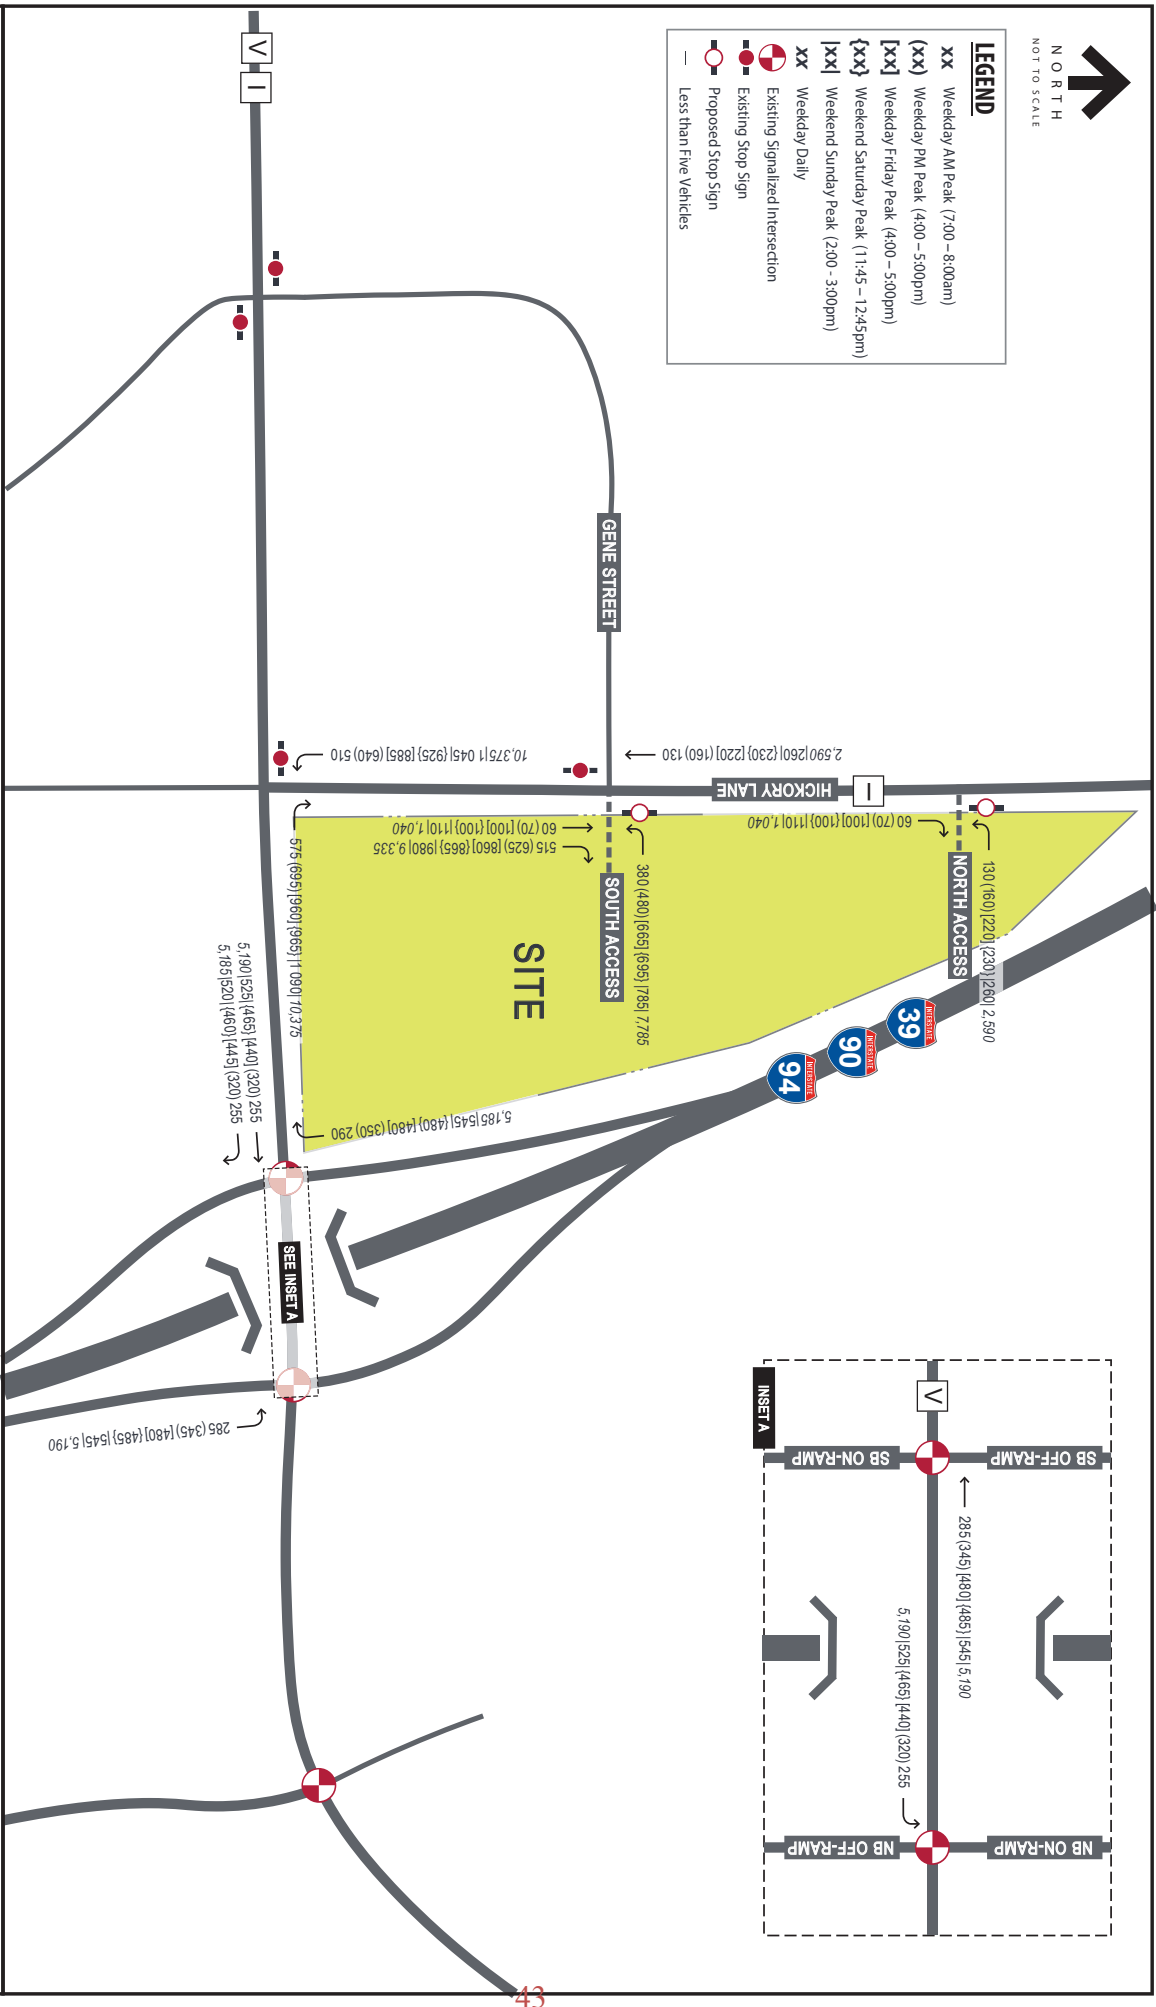 NORTH
NOT TO SCALE
LEGEND
xx Weekday AM Peak (7:00 – 8:00am)
(xx) Weekday PM Peak (4:00 – 5:00pm)
[xx] Weekday Friday Peak (4:00 – 5:00pm)
{xx} Weekend Saturday Peak (11:45 – 12:45pm)
|xx| Weekend Sunday Peak (2:00 - 3:00pm)
xx Weekday Daily
Existing Signalized Intersection
Existing Stop Sign
Proposed Stop Sign
— Less than Five Vehicles
V
I
GENE STREET
2,590|260|{230} [220] (160) 130
10,375|1 045| {925} [885] (640) 510
HICKORY LANE
I
60 (70) [100] {100} |110| 1,040
NORTH ACCESS
130 (160) [220] {230} |260| 2,590
60 (70) [100] {100} |110| 1,040
515 (625) [860] {865} |980| 9,335
SOUTH ACCESS
380 (480) [665] {695} |785| 7,785
SITE
575 (695) [960] {965} |1 090| 10,375
5,190|525| {465} [440] (320) 255
5,185|520| {460} [445] (320) 255
5,185 |545| {480} [480] (350) 290
INTERSTATE
39
INTERSTATE
90
INTERSTATE
94
SEE INSET A
285 (345) [480] {485} |545| 5,190
INSET A
V
SB OFF-RAMP
SB ON-RAMP
285 (345) [480] {485} |545| 5,190
5,190 |525| {465} [440] (320) 255
NB ON-RAMP
NB OFF-RAMP
43